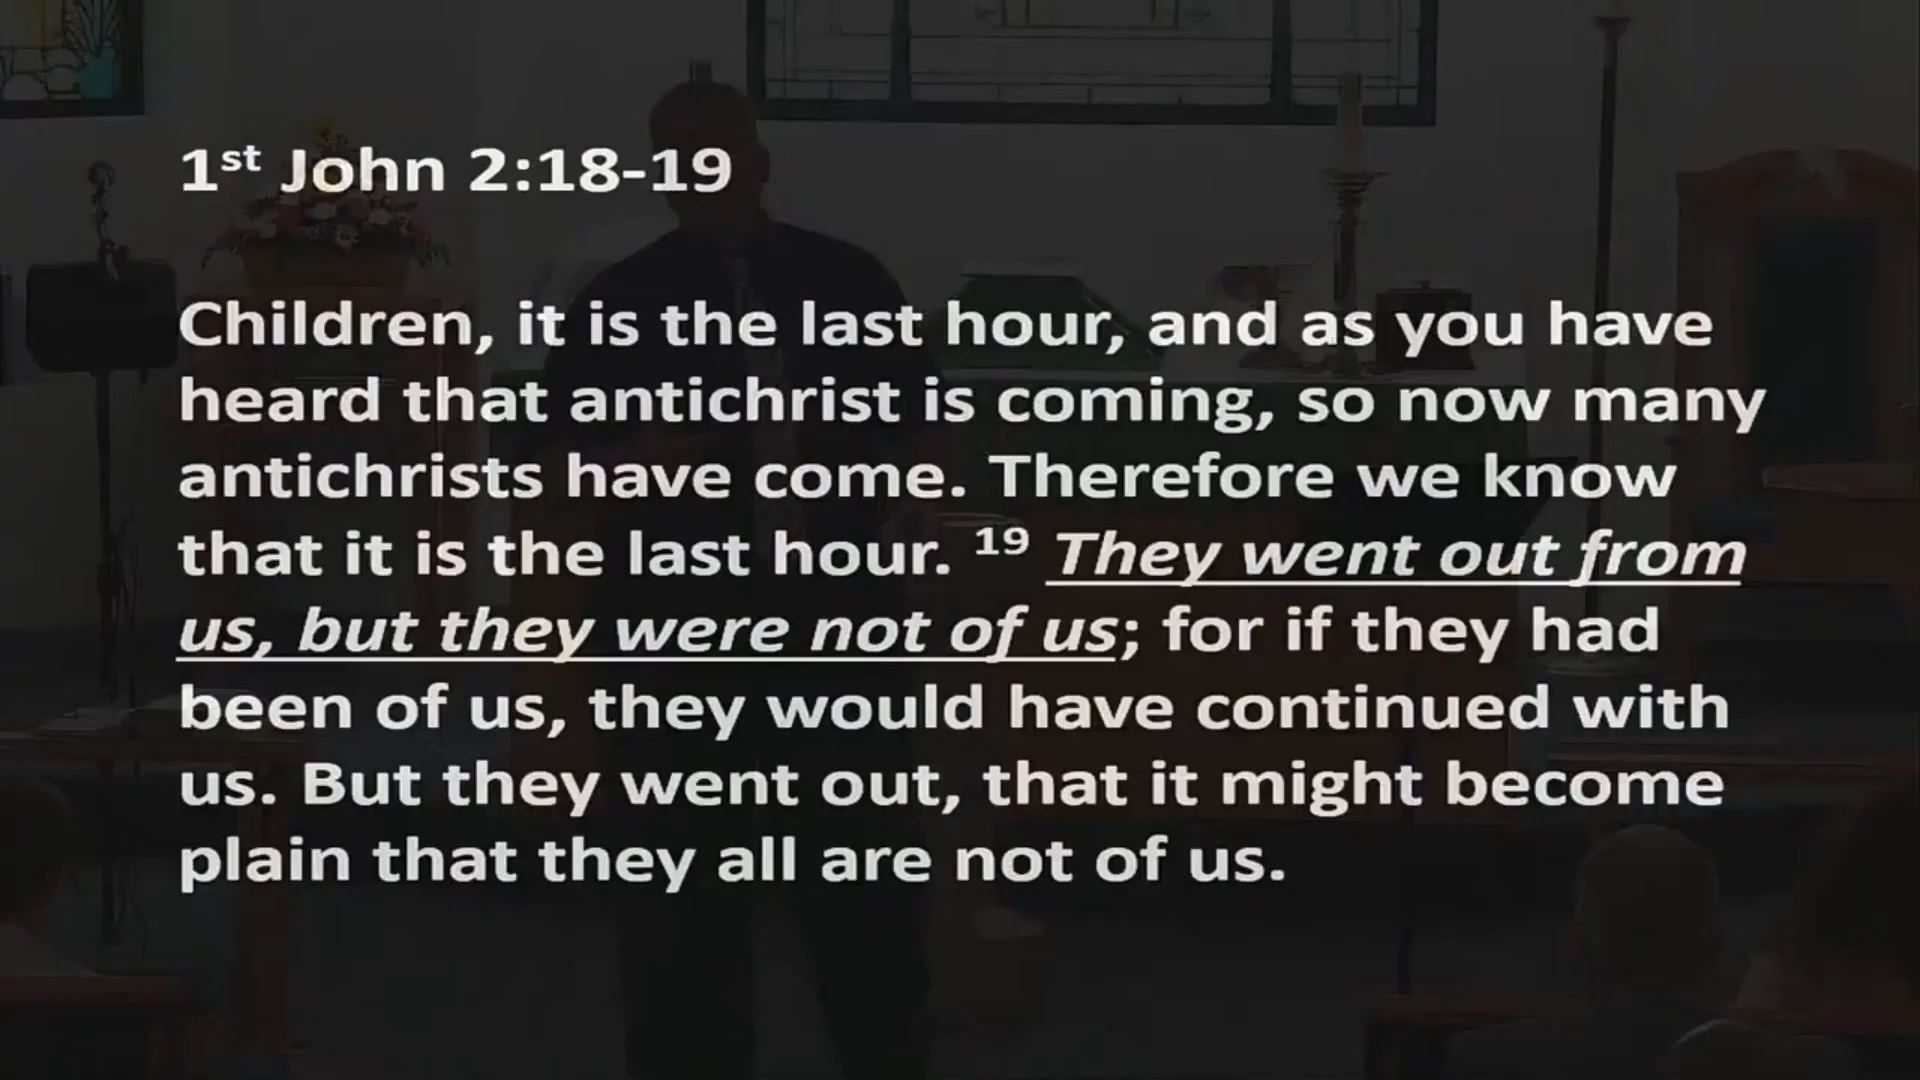 1st John 2:18-19
Children, it is the last hour, and as you have
heard that antichrist is coming, so now many
antichrists have come. Therefore we know
that it is the last hour. 19 They went out from
us, but they were not of us; for if they had
been of us, they would have continued with
us. But they went out, that it might become
plain that they all are not of us.